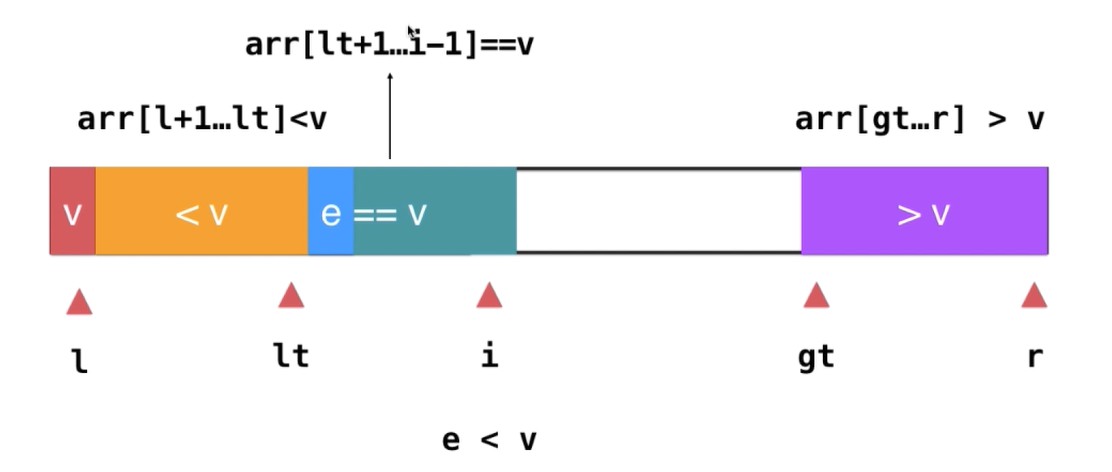 arr[lt+1…i-1]==v
arr[l+1…lt]<v
arr[gt…r] > v
v
< v
e == v
> v
l
lt
i
gt
r
e < v